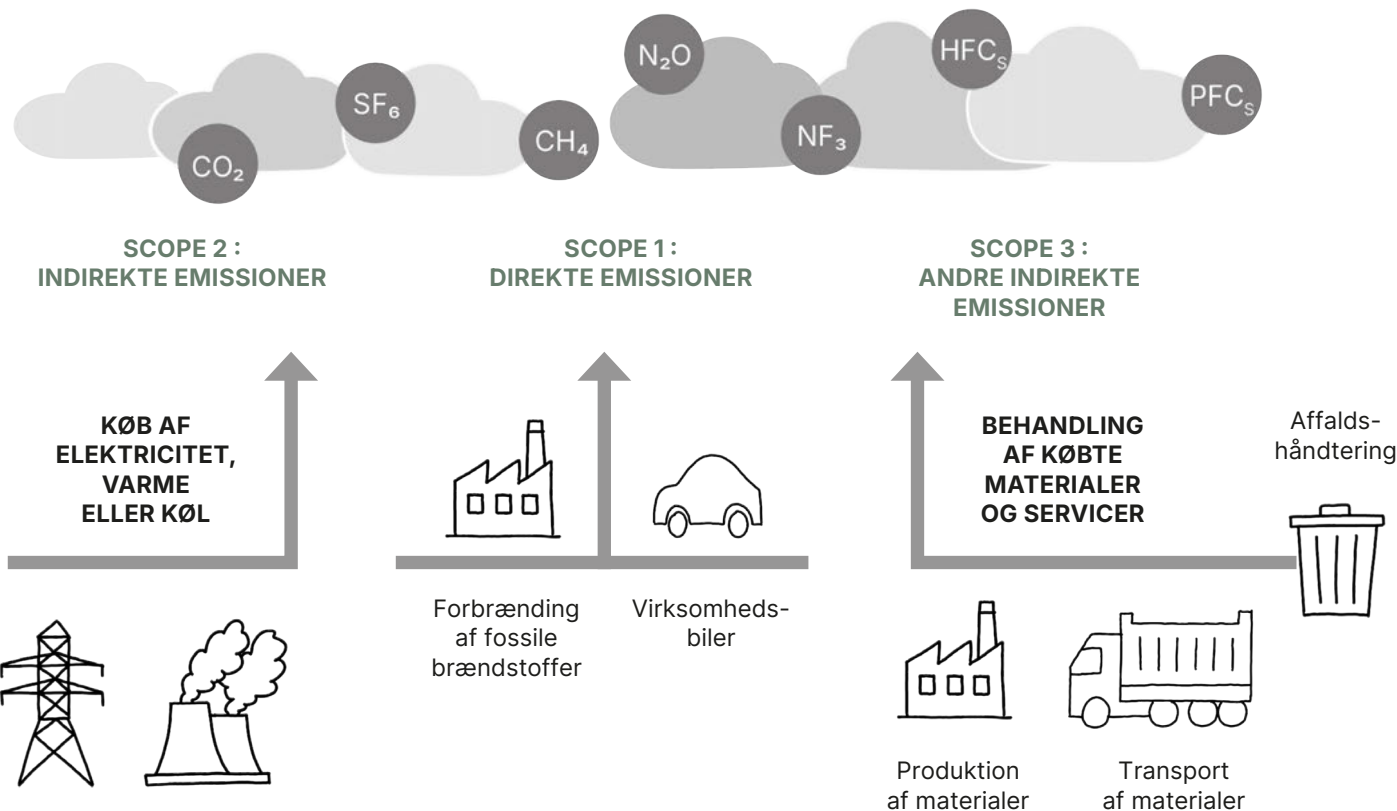 N₂O
HFCₛ
SF₆
PFCₛ
CH₄
NF₃
CO₂
SCOPE 2 :
INDIREKTE EMISSIONER
SCOPE 1 :
DIREKTE EMISSIONER
SCOPE 3 :
ANDRE INDIREKTE
EMISSIONER
KØB AF
ELEKTRICITET,
VARME
ELLER KØL
Forbrænding
af fossile
brændstoffer
Virksomheds-
biler
BEHANDLING
AF KØBTE
MATERIALER
OG SERVICER
Affalds-
håndtering
Produktion
af materialer
Transport
af materialer